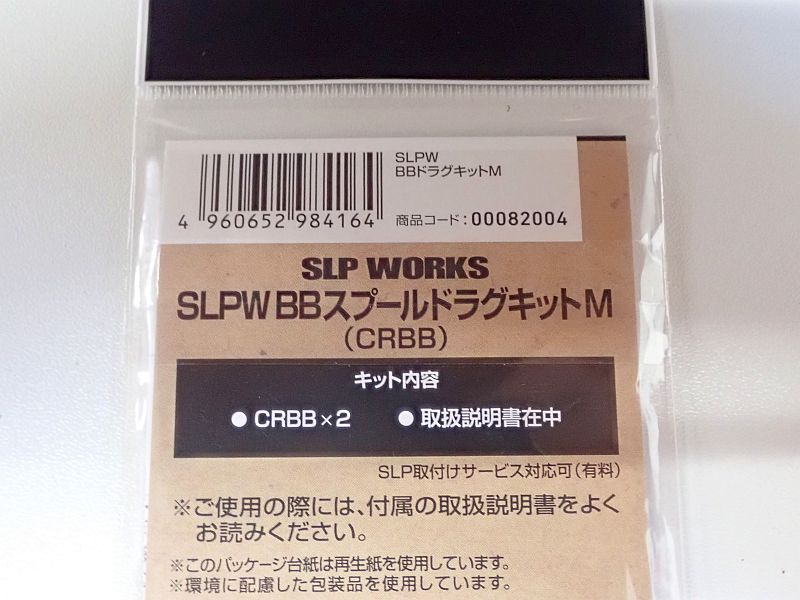 SLPW
BBドラグキットM
4 960652 984164
商品コード:00082004
SLP WORKS
SLPW BBスプールドラグキットM
(CRBB)
キット内容
● CRBB×2 ● 取扱説明書在中
SLP取付けサービス対応可(有料)
※ご使用の際には、付属の取扱説明書をよく
お読みください。
※このパッケージ台紙は再生紙を使用しています。
※環境に配慮した包装品を使用しています。